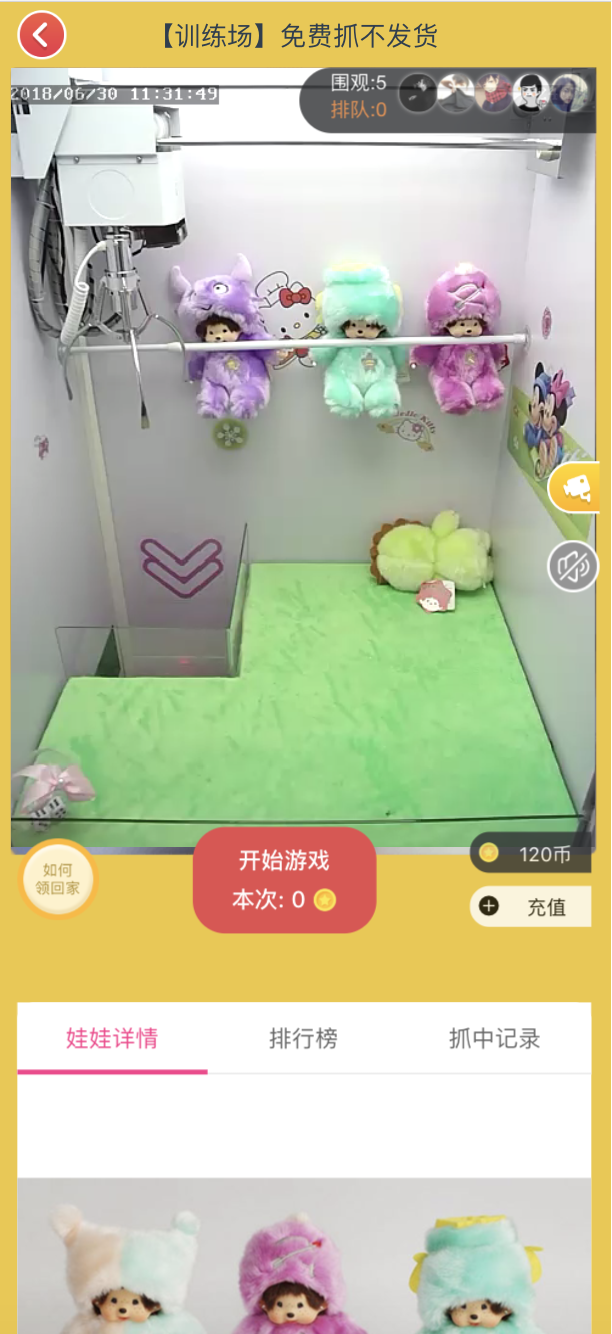 【训练场】免费抓不发货
2018/06/30 11:31:49
围观:5
排队:0
Hello Kitty
如何
领回家
开始游戏
本次: 0
120币
充值
娃娃详情
排行榜
抓中记录